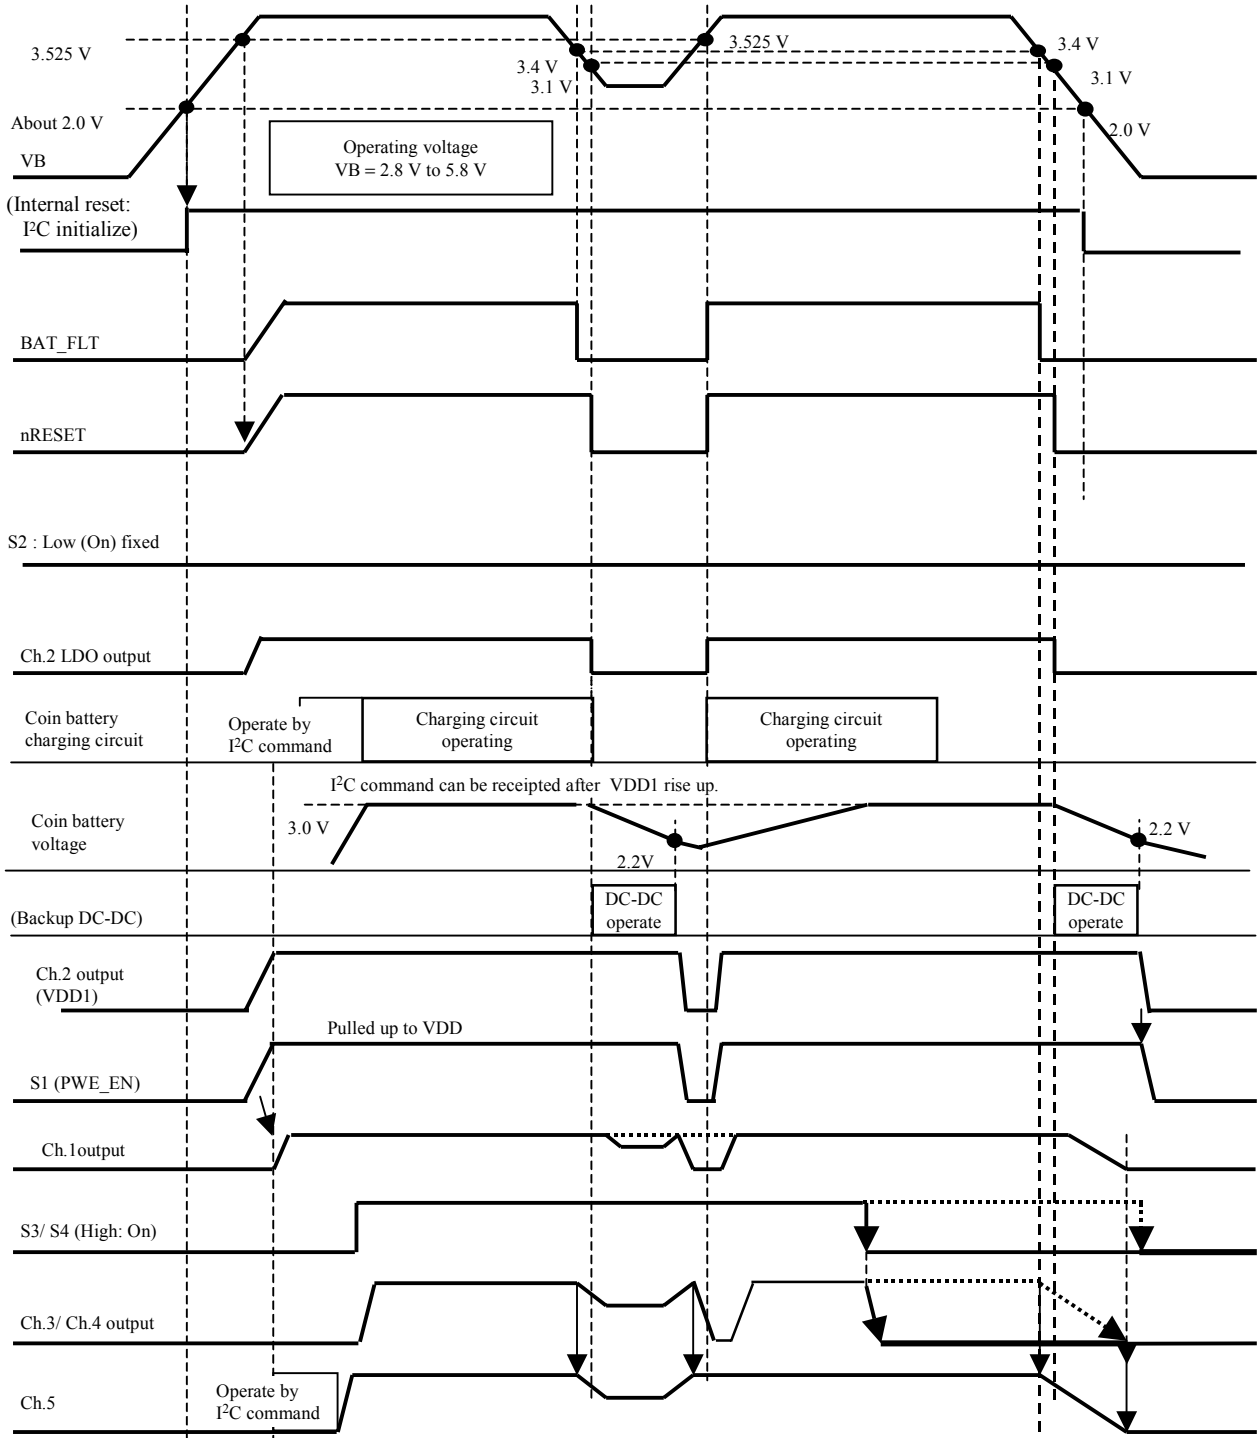 3.525 V
3.525 V
3.4 V
3.4 V
3.1 V
3.1 V
About 2.0 V
2.0 V
VB
Operating voltage
VB = 2.8 V to 5.8 V
(Internal reset:
I²C initialize)
BAT_FLT
nRESET
S2 : Low (On) fixed
Ch.2 LDO output
Coin battery
charging circuit
Operate by
I²C command
Charging circuit
operating
Charging circuit
operating
I²C command can be receipted after VDD1 rise up.
Coin battery
voltage
3.0 V
2.2V
2.2 V
(Backup DC-DC)
DC-DC
operate
DC-DC
operate
Ch.2 output
(VDD1)
Pulled up to VDD
S1 (PWE_EN)
Ch.1output
S3/ S4 (High: On)
Ch.3/ Ch.4 output
Ch.5
Operate by
I²C command